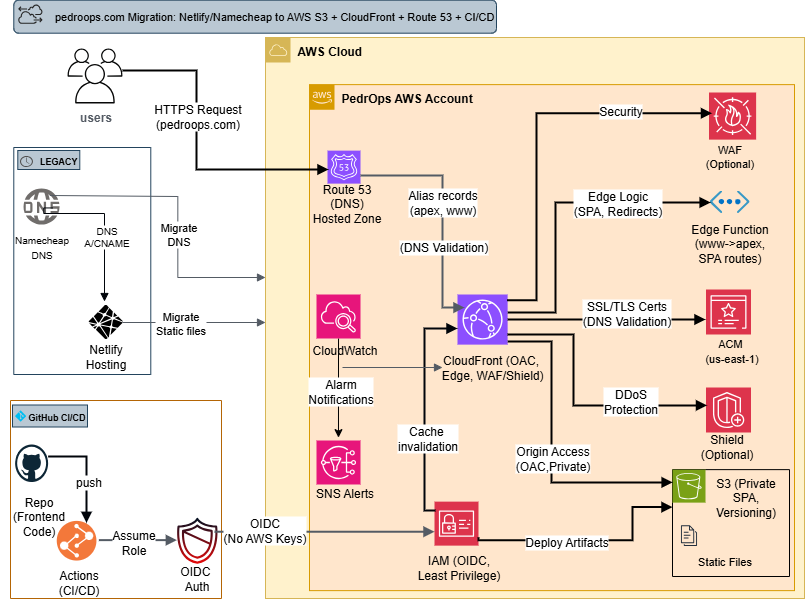 pedroops.com Migration: Netlify/Namecheap to AWS S3 + CloudFront + Route 53 + CI/CD
AWS Cloud
aws
PedrOps AWS Account
users
HTTPS Request
(pedroops.com)
LEGACY
DNS
Namecheap
DNS
DNS
A/CNAME
Migrate
DNS
Netlify
Hosting
Migrate
Static files
53
Route 53
(DNS)
Hosted Zone
Alias records
(apex, www)
(DNS Validation)
Security
WAF
(Optional)
Edge Logic
(SPA, Redirects)
Edge Function
(www->apex,
SPA routes)
SSL/TLS Certs
(DNS Validation)
ACM
(us-east-1)
CloudWatch
CloudFront (OAC,
Edge, WAF/Shield)
Alarm
Notifications
SNS Alerts
DDoS
Protection
Shield
(Optional)
Cache
invalidation
Origin Access
(OAC,Private)
S3 (Private
SPA,
Versioning)
Static Files
GitHub CI/CD
Repo
(Frontend
Code)
push
Actions
(CI/CD)
Assume
Role
OIDC
Auth
OIDC
(No AWS Keys)
IAM (OIDC,
Least Privilege)
Deploy Artifacts